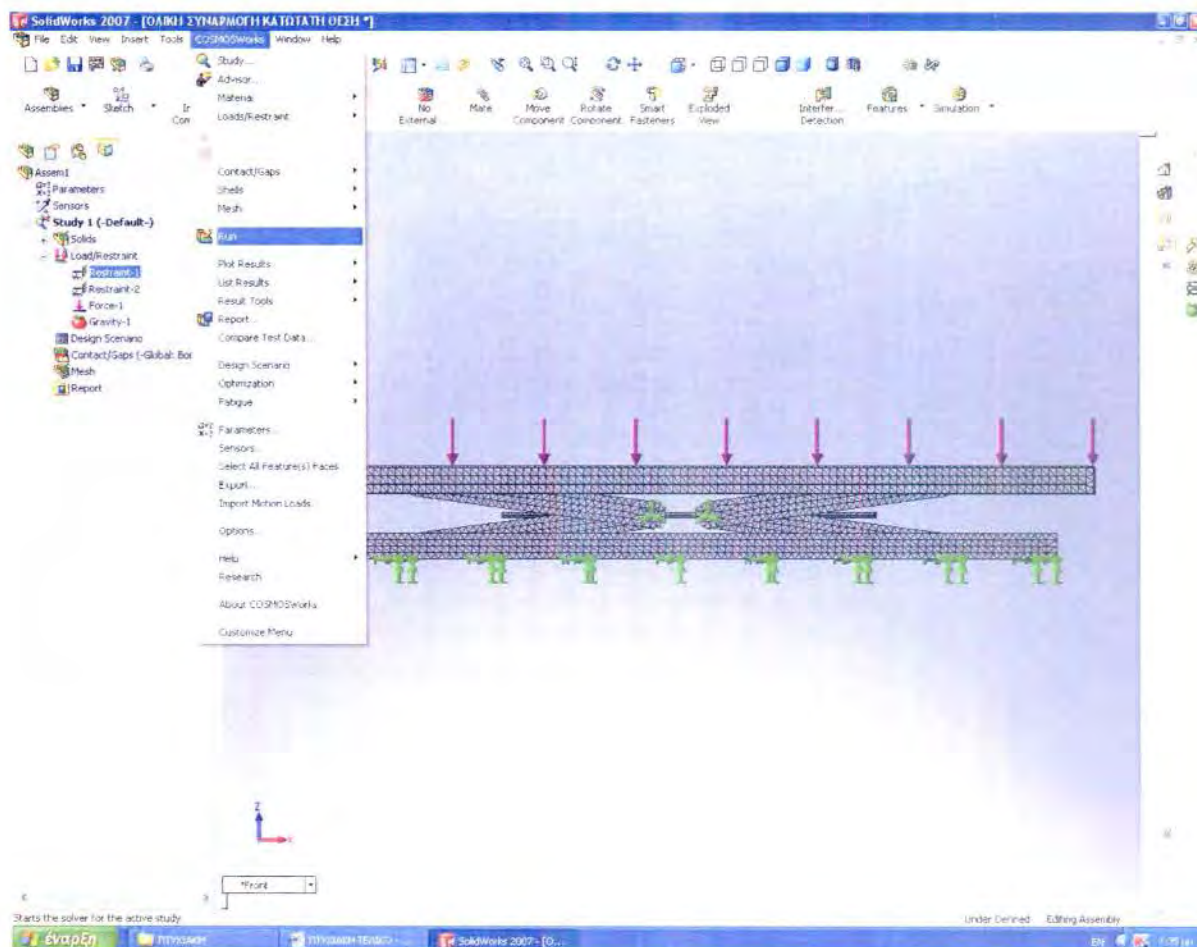 SolidWorks 2007 - [ΟΛΙΚΗ ΣΥΝΑΡΜΟΓΗ ΚΑΤΩΤΑΤΗ ΘΕΣΗ *]
File Edit View Insert Tools COSMOSWorks Window Help
Assemblies Sketch
No External
Mate
Move Component
Rotate Component
Smart Fasteners
Exploded View
Interfer... Detection
Features
Simulation
Study...
Advisor...
Material
Loads/Restraint
Contact/Gaps
Shells
Mesh
Run
Plot Results
List Results
Result Tools
Report...
Compare Test Data...
Design Scenario
Optimization
Fatigue
Parameters...
Sensors...
Select All Feature(s) Faces
Export...
Import Motion Loads...
Options...
Help
Research
About COSMOSWorks
Customize Menu
Assem1
Parameters
Sensors
Study 1 (-Default-)
Solids
Load/Restraint
Restraint-1
Restraint-2
Force-1
Gravity-1
Design Scenario
Contact/Gaps (-Global: Bor
Mesh
Report
Z
X
*Front
Starts the solver for the active study
Under Defined Editing Assembly
έναρξη
ΠΤΥΧΙΑΚΗ
SolidWorks 2007 - [Ο...
EN